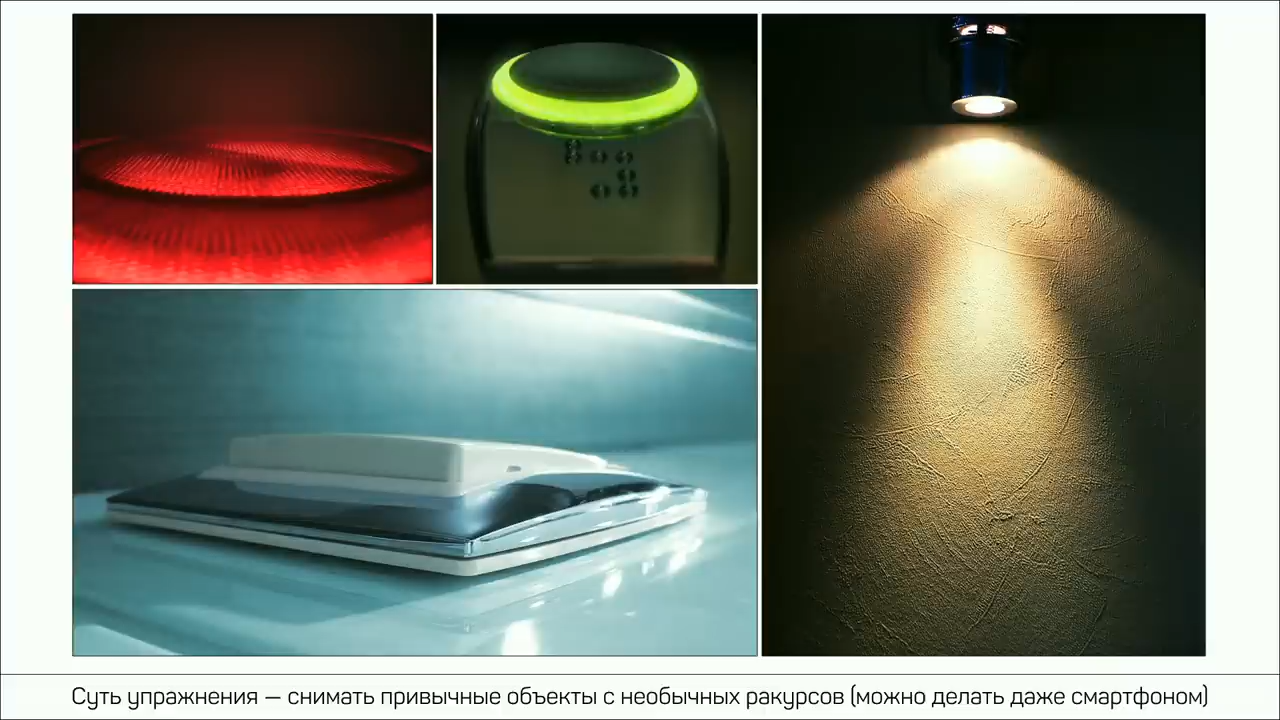 Суть упражнения — снимать привычные объекты с необычных ракурсов (можно делать даже смартфоном)